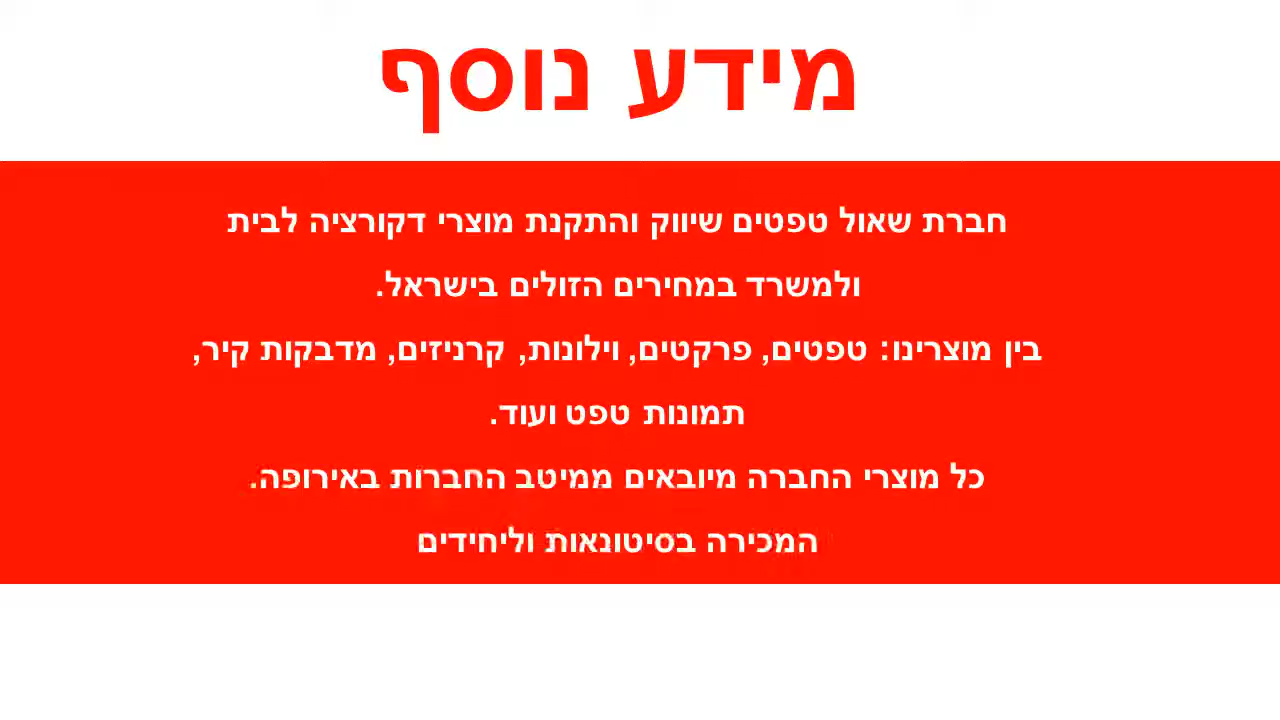 מידע נוסף
חברת שאול טפטים שיווק והתקנת מוצרי דקורציה לבית
ולמשרד במחירים הזולים בישראל.
בין מוצרינו: טפטים, פרקטים, וילונות, קרניזים, מדבקות קיר,
תמונות טפט ועוד.
כל מוצרי החברה מיובאים ממיטב החברות באירופה.
המכירה בסיטונאות וליחידים